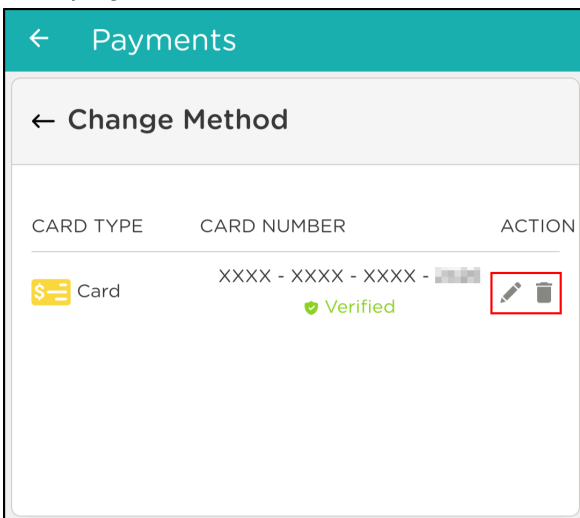 ← Payments
← Change Method
CARD TYPE CARD NUMBER ACTION
$ Card XXXX - XXXX - XXXX -
Verified